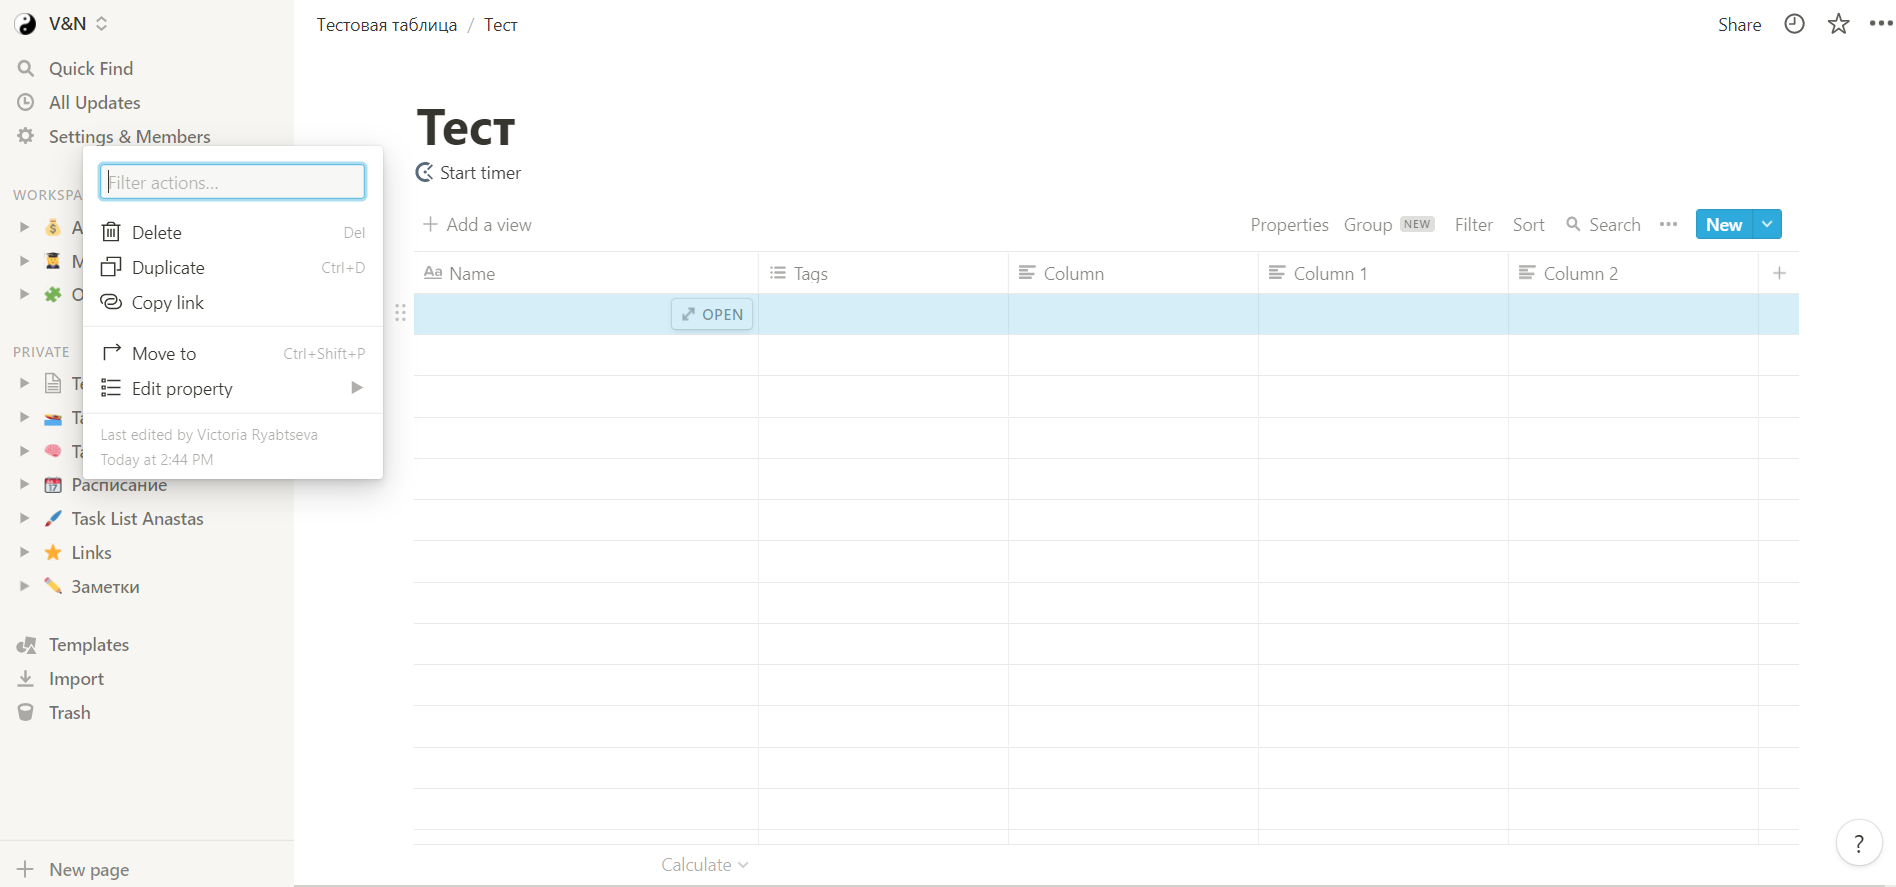 V&N
Quick Find
All Updates
Settings & Members
WORKSPA
A
M
O
PRIVATE
Te
Ta
Ta
Расписание
Task List Anastas
Links
Заметки
Templates
Import
Trash
New page
Filter actions...
Delete Del
Duplicate Ctrl+D
Copy link
Move to Ctrl+Shift+P
Edit property
Last edited by Victoria Ryabtseva
Today at 2:44 PM
Тестовая таблица / Тест
Share
Тест
Start timer
Add a view
Properties Group NEW Filter Sort Search New
Aa Name Tags Column Column 1 Column 2
OPEN
Calculate
?